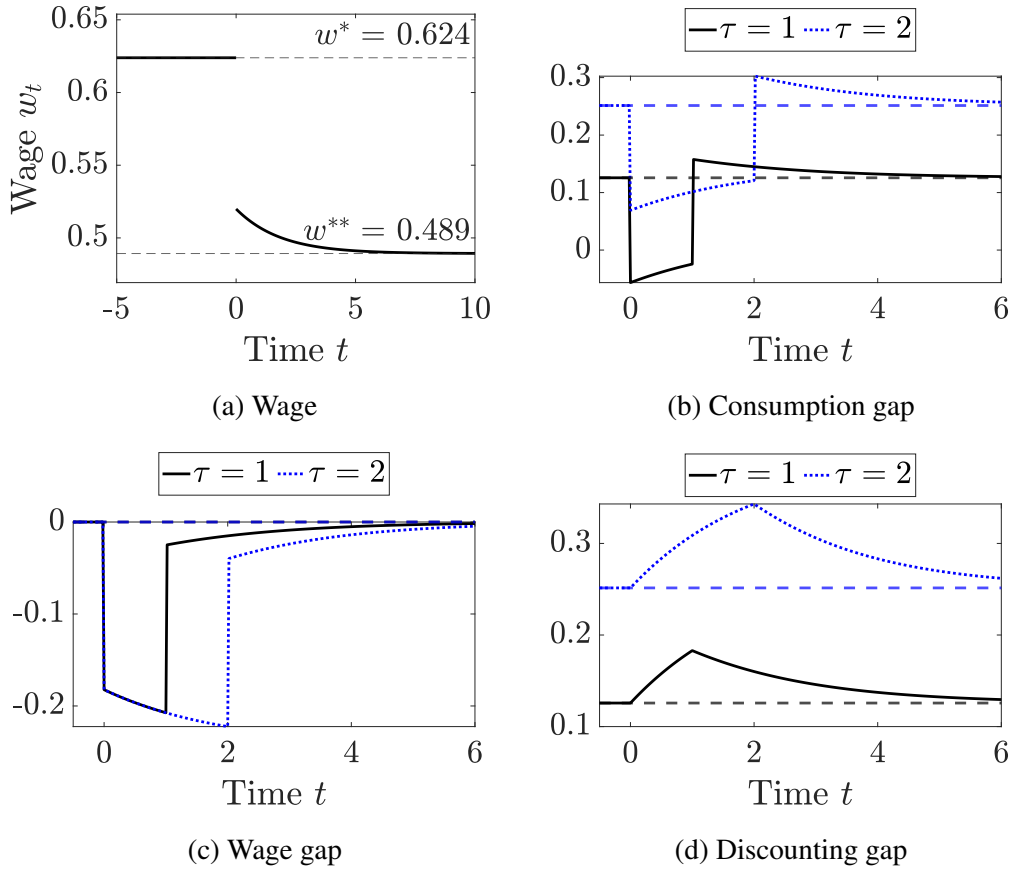 0.65
w* = 0.624
0.6
Wage w_t
0.55
w** = 0.489
0.5
-5 0 5 10
Time t
(a) Wage
τ = 1 τ = 2
0.3
0.2
0.1
0
0 2 4 6
Time t
(b) Consumption gap
τ = 1 τ = 2
0
-0.1
-0.2
0 2 4 6
Time t
(c) Wage gap
τ = 1 τ = 2
0.3
0.2
0.1
0 2 4 6
Time t
(d) Discounting gap